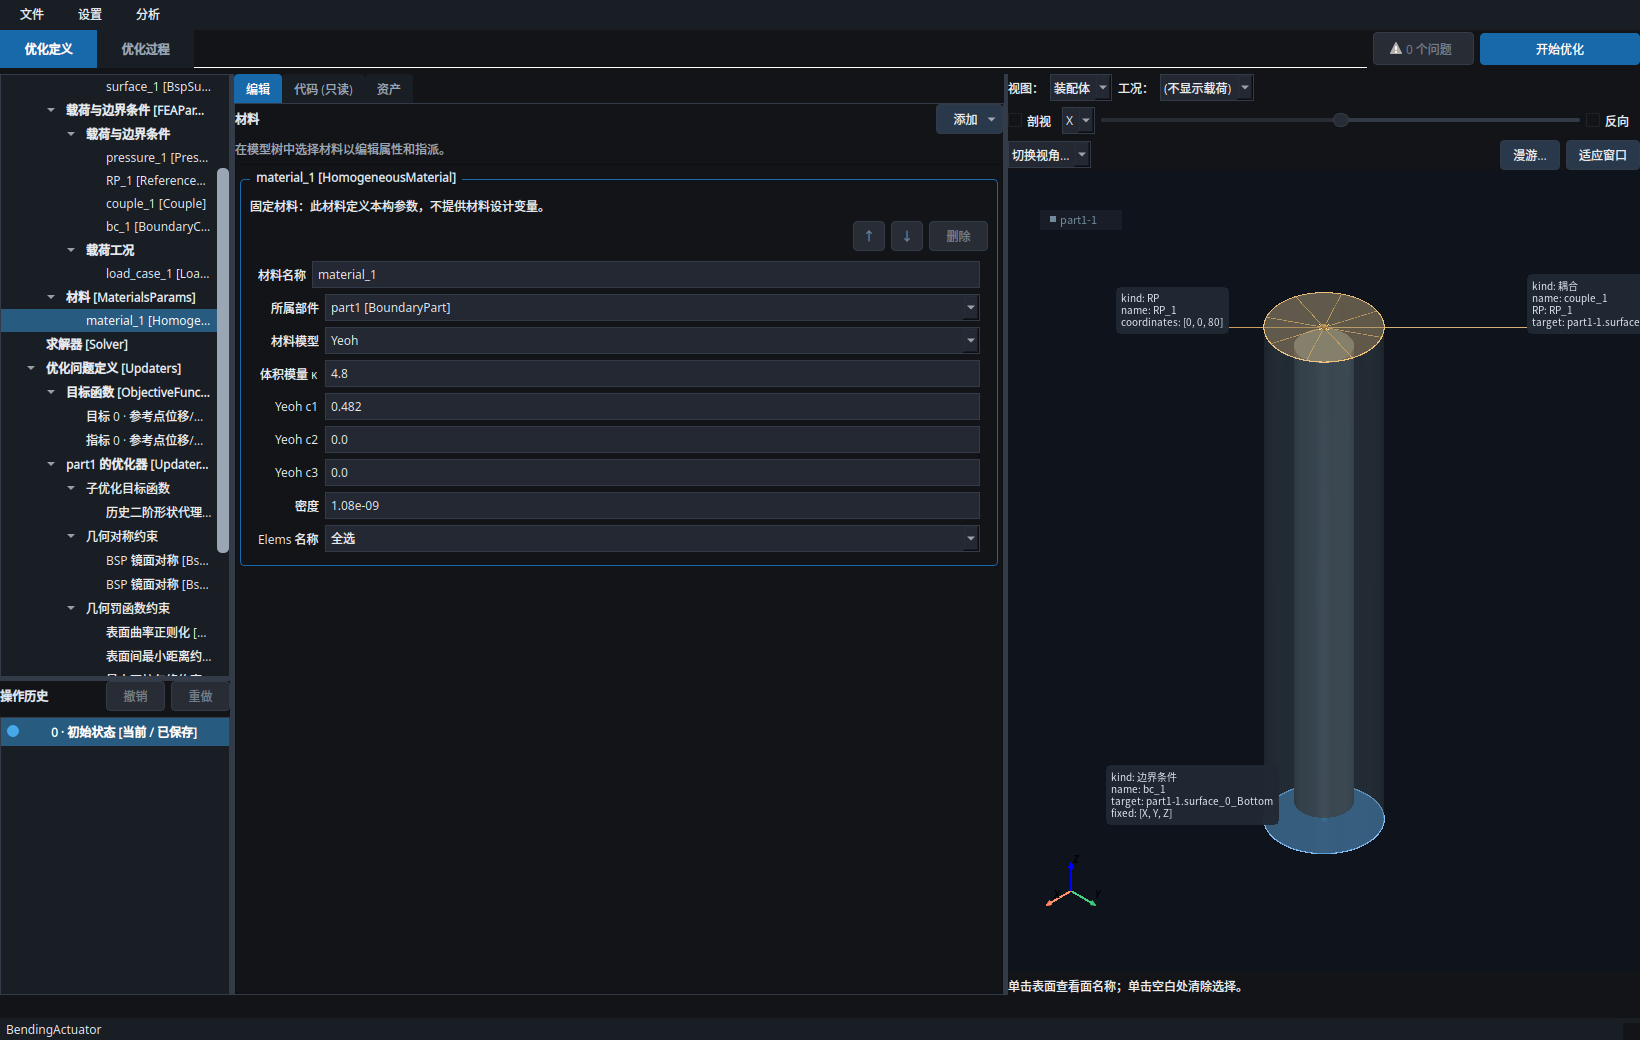 文件 设置 分析
优化定义 优化过程
0 个问题 开始优化
surface_1 [BspSu...
载荷与边界条件 [FEAPar...
载荷与边界条件
pressure_1 [Pres...
RP_1 [Reference...
couple_1 [Couple]
bc_1 [BoundaryC...
载荷工况
load_case_1 [Loa...
材料 [MaterialsParams]
material_1 [Homoge...
求解器 [Solver]
优化问题定义 [Updaters]
目标函数 [ObjectiveFunc...
目标 0 · 参考点位移/...
指标 0 · 参考点位移/...
part1 的优化器 [Updater...
子优化目标函数
历史二阶形状代理...
几何对称约束
BSP 镜面对称 [Bs...
BSP 镜面对称 [Bs...
几何罚函数约束
表面曲率正则化 [...
表面间最小距离约...
操作历史 撤销 重做
0 · 初始状态 [当前 / 已保存]
编辑 代码 (只读) 资产
材料 添加
在模型树中选择材料以编辑属性和指派。
material_1 [HomogeneousMaterial]
固定材料：此材料定义本构参数，不提供材料设计变量。
↑ ↓ 删除
材料名称 material_1
所属部件 part1 [BoundaryPart]
材料模型 Yeoh
体积模量 κ 4.8
Yeoh c1 0.482
Yeoh c2 0.0
Yeoh c3 0.0
密度 1.08e-09
Elems 名称 全选
视图： 装配体 工况： (不显示载荷)
剖视 X 反向
切换视角... 漫游... 适应窗口
part1-1
kind: RP
name: RP_1
coordinates: [0, 0, 80]
kind: 耦合
name: couple_1
RP: RP_1
target: part1-1.surface
kind: 边界条件
name: bc_1
target: part1-1.surface_0_Bottom
fixed: [X, Y, Z]
Z
Y
单击表面查看面名称；单击空白处清除选择。
BendingActuator